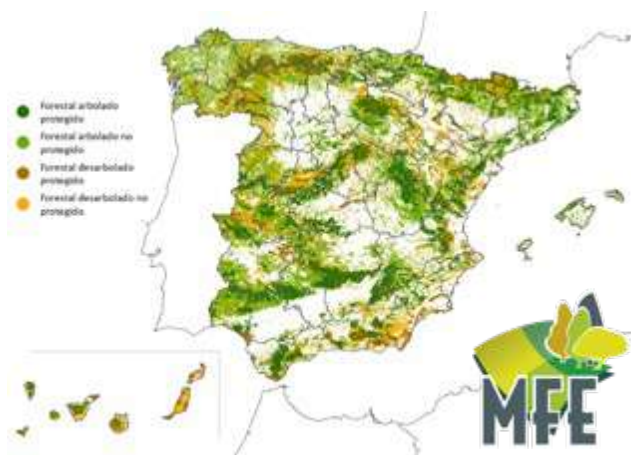 Forestal arbolado
protegido
Forestal arbolado no
protegido
Forestal desarbolado
protegido
Forestal desarbolado no
protegido
MFE